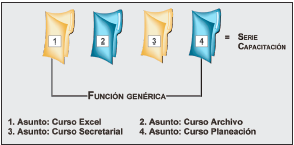 1 2 3 4 = SERIE
CAPACITACIÓN
FUNCIÓN GENÉRICA
1. Asunto: Curso Excel 2. Asunto: Curso Archivo
3. Asunto: Curso Secretarial 4. Asunto: Curso Planeación